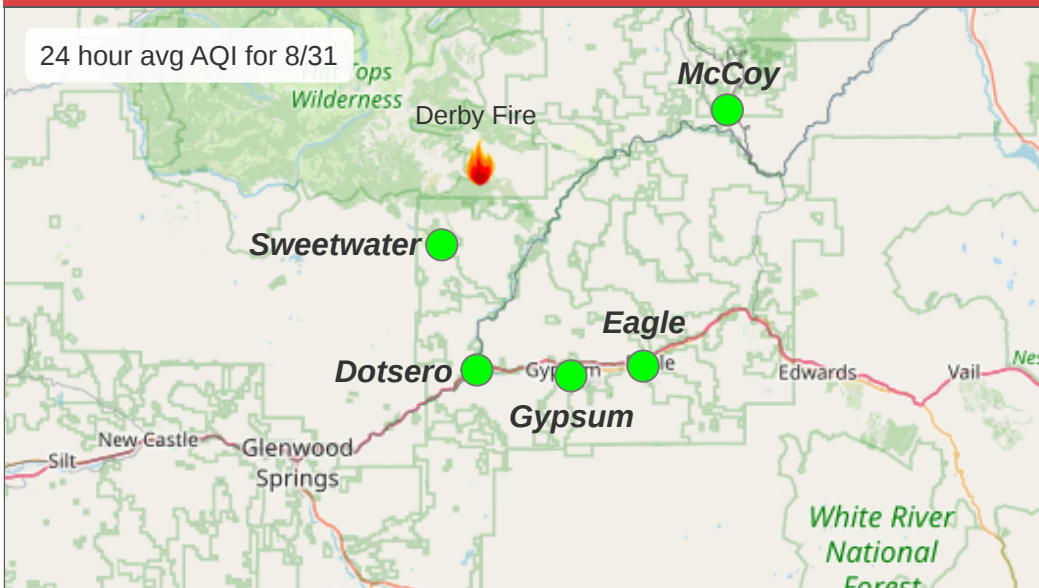 24 hour avg AQI for 8/31
McCoy
Flat Tops
Wilderness
Derby Fire
Sweetwater
Eagle
Dotsero
Edwards
Vail
Gypsum
New Castle
Glenwood
Springs
Silt
White River
National
Forest